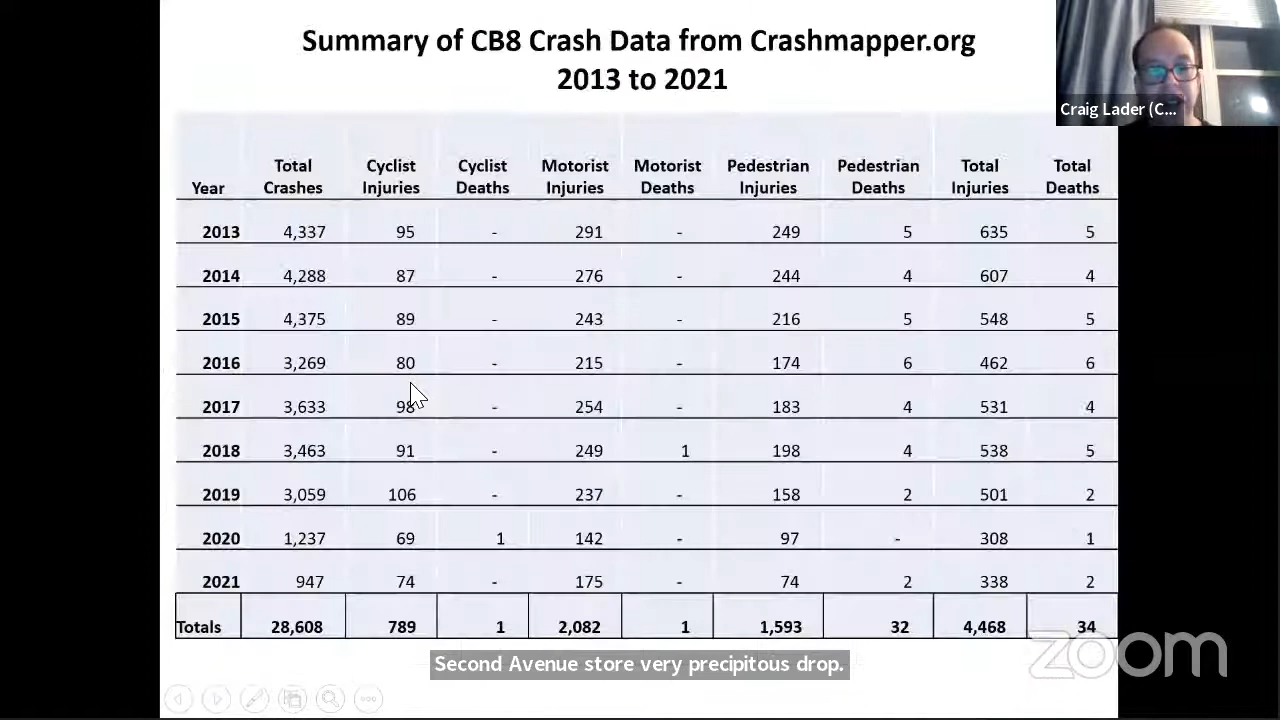 Summary of CB8 Crash Data from Crashmapper.org
2013 to 2021
Craig Lader (C...
Year Total Crashes Cyclist Injuries Cyclist Deaths Motorist Injuries Motorist Deaths Pedestrian Injuries Pedestrian Deaths Total Injuries Total Deaths
2013 4,337 95 - 291 - 249 5 635 5
2014 4,288 87 - 276 - 244 4 607 4
2015 4,375 89 - 243 - 216 5 548 5
2016 3,269 80 - 215 - 174 6 462 6
2017 3,633 98 - 254 - 183 4 531 4
2018 3,463 91 - 249 1 198 4 538 5
2019 3,059 106 - 237 - 158 2 501 2
2020 1,237 69 1 142 - 97 - 308 1
2021 947 74 - 175 - 74 2 338 2
Totals 28,608 789 1 2,082 1 1,593 32 4,468 34
Second Avenue store very precipitous drop.
zoom